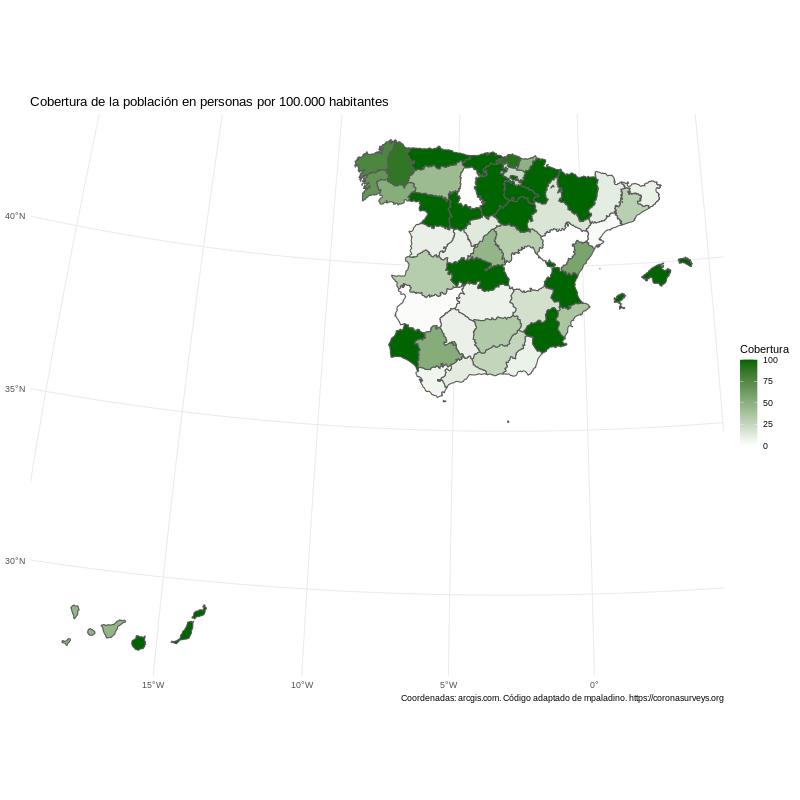 Cobertura de la población en personas por 100.000 habitantes
40°N
35°N
30°N
15°W
10°W
5°W
0°
Cobertura
100
75
50
25
0
Coordenadas: arcgis.com. Código adaptado de mpaladino. https://coronasurveys.org